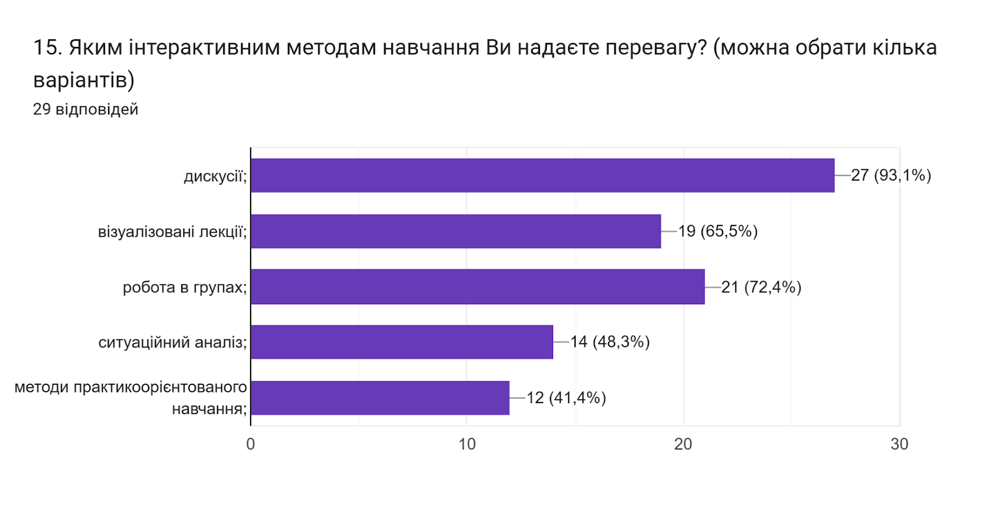 15. Яким інтерактивним методам навчання Ви надаєте перевагу? (можна обрати кілька
варіантів)
29 відповідей
дискусії;
27 (93,1%)
візуалізовані лекції;
19 (65,5%)
робота в групах;
21 (72,4%)
ситуаційний аналіз;
14 (48,3%)
методи практикоорієнтованого
навчання;
12 (41,4%)
0
10
20
30